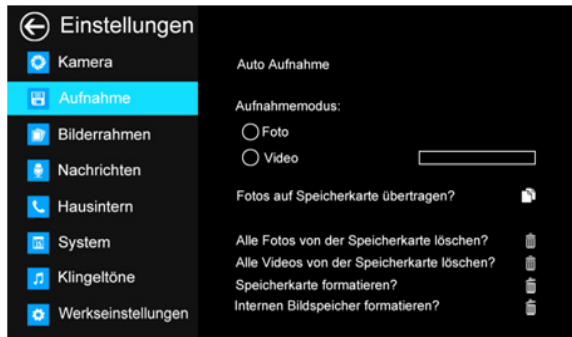 Einstellungen
Kamera
Aufnahme
Bilderrahmen
Nachrichten
Hausintern
System
Klingeltöne
Werkseinstellungen
Auto Aufnahme
Aufnahmemodus:
Foto
Video
Fotos auf Speicherkarte übertragen?
Alle Fotos von der Speicherkarte löschen?
Alle Videos von der Speicherkarte löschen?
Speicherkarte formatieren?
Internen Bildspeicher formatieren?